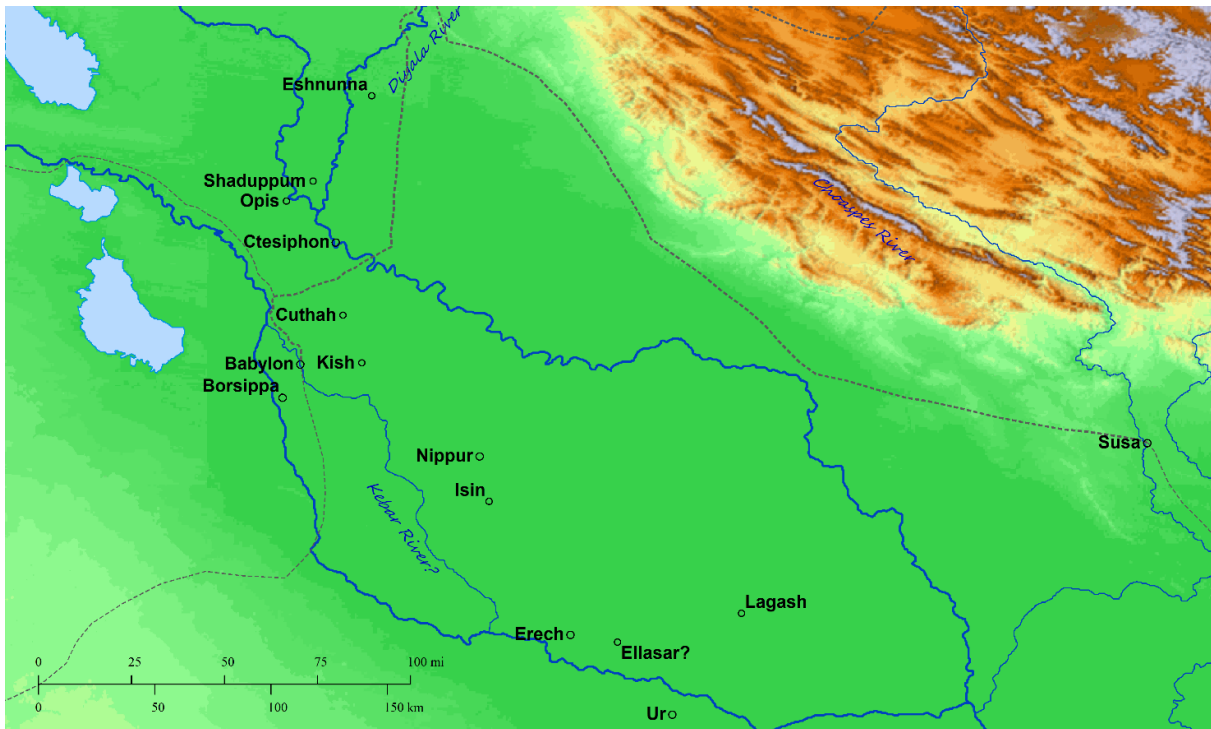 Diyala River
Eshnunna
Shaduppum
Opis
Choaspes River
Ctesiphon
Cuthah
Babylon
Kish
Borsippa
Susa
Nippur
Isin
Kebar River?
Lagash
Erech
Ellasar?
0 25 50 75 100 mi
0 50 100 150 km
Ur